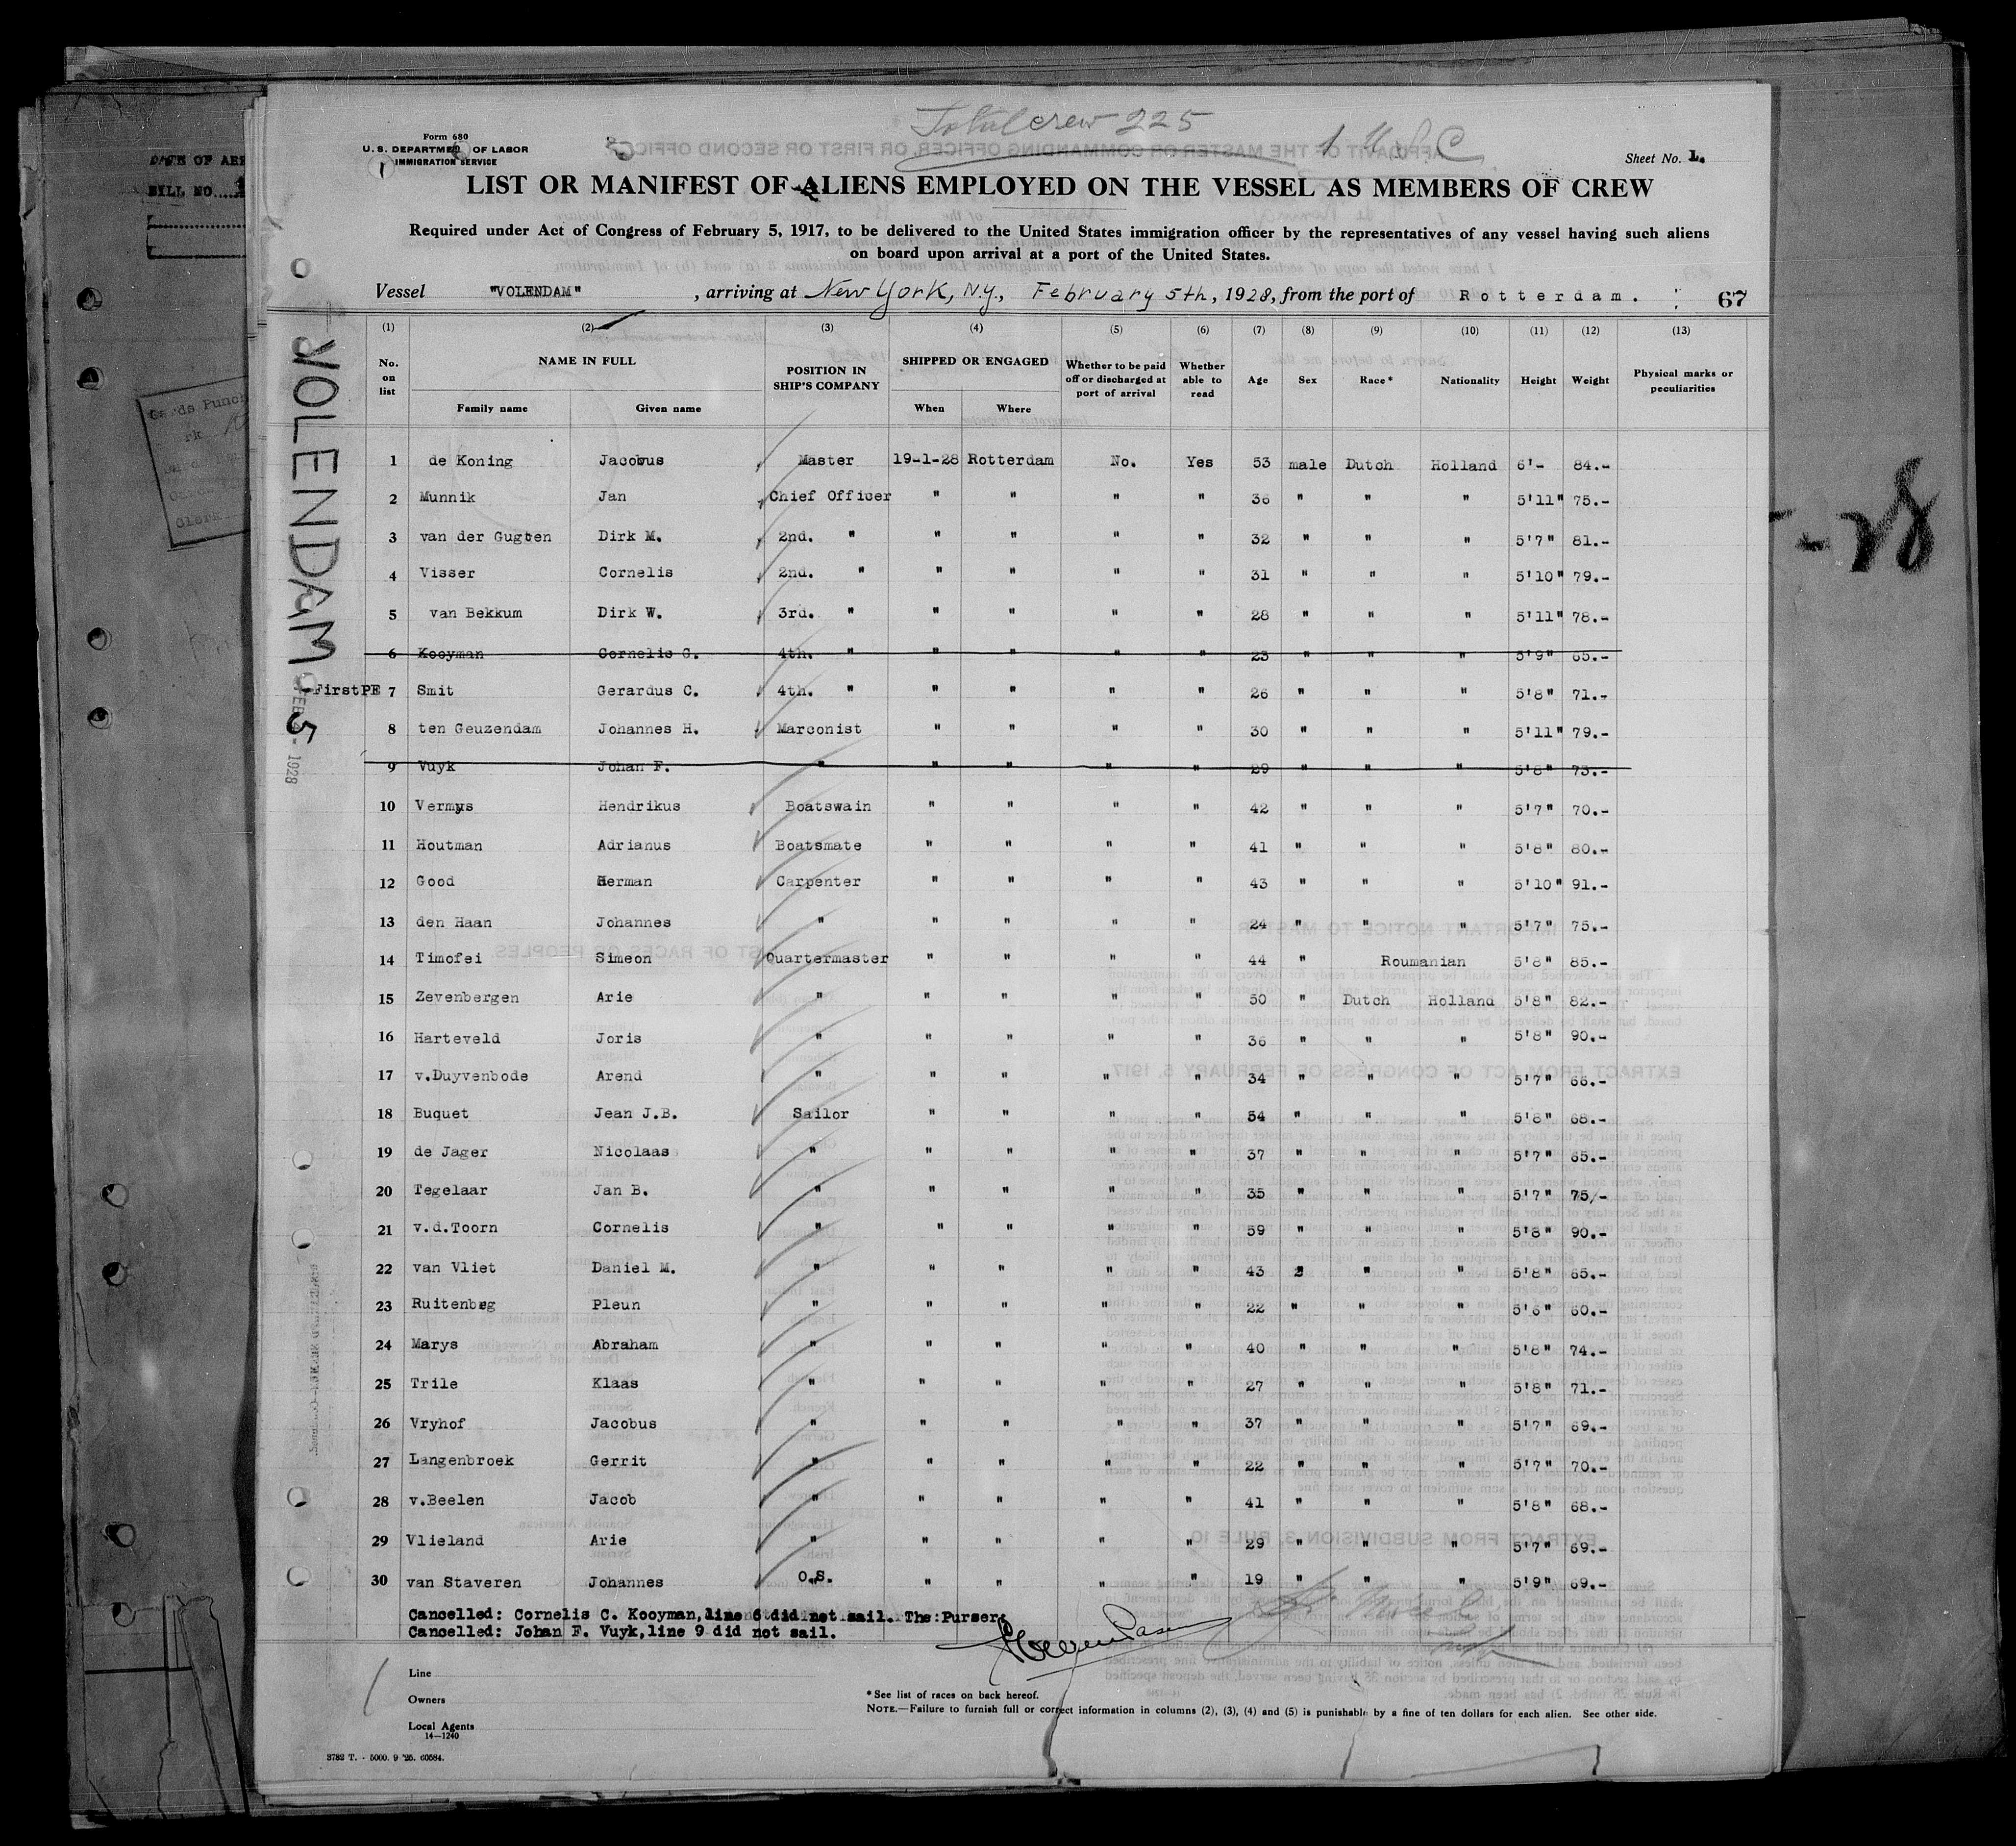 Total crew 225
1 U.S.C
Form 680
U. S. DEPARTMENT OF LABOR
IMMIGRATION SERVICE
Sheet No. 1.
LIST OR MANIFEST OF ALIENS EMPLOYED ON THE VESSEL AS MEMBERS OF CREW
Required under Act of Congress of February 5, 1917, to be delivered to the United States immigration officer by the representatives of any vessel having such aliens
on board upon arrival at a port of the United States.
Vessel "VOLENDAM", arriving at New York, N.Y., February 5th, 1928, from the port of Rotterdam. 67
(1) (2) (3) (4) (5) (6) (7) (8) (9) (10) (11) (12) (13)
No. on list NAME IN FULL Family name Given name POSITION IN SHIP'S COMPANY SHIPPED OR ENGAGED When Where Whether to be paid off or discharged at port of arrival Whether able to read Age Sex Race* Nationality Height Weight Physical marks or peculiarities
1 de Koning Jacobus Master 19-1-28 Rotterdam No. Yes 53 male Dutch Holland 6'- 84.-
2 Munnik Jan Chief Officer " " " " 36 " " " 5'11" 75.-
3 van der Gugten Dirk M. 2nd. " " " " " 32 " " " 5'7" 81.-
4 Visser Cornelis 2nd. " " " " " 31 " " " 5'10" 79.-
5 van Bekkum Dirk W. 3rd. " " " " " 28 " " " 5'11" 78.-
6 Kooyman Cornelis C. 4th. " " " " " 23 " " " 5'9" 65.-
First PE 7 Smit Gerardus C. 4th. " " " " " 26 " " " 5'8" 71.-
8 ten Geuzendam Johannes H. Marconist " " " " 30 " " " 5'11" 79.-
9 Vuyk Johan F. " " " " " 29 " " " 5'8" 73.-
10 Vermys Hendrikus Boatswain " " " " 42 " " " 5'7" 70.-
11 Houtman Adrianus Boatsmate " " " " 41 " " " 5'8" 80.-
12 Good Herman Carpenter " " " " 43 " " " 5'10" 91.-
13 den Haan Johannes " " " " " 24 " " " 5'7" 75.-
14 Timofei Simeon Quartermaster " " " " 44 " Roumanian 5'8" 85.-
15 Zevenbergen Arie " " " " " 50 " Dutch Holland 5'8" 82.-
16 Harteveld Joris " " " " " 36 " " " 5'8" 90.-
17 v.Duyvenbode Arend " " " " " 34 " " " 5'7" 66.-
18 Buquet Jean J.B. Sailor " " " " 54 " " " 5'8" 68.-
19 de Jager Nicolaas " " " " " 37 " " " 5'7" 65.-
20 Tegelaar Jan B. " " " " " 35 " " " 5'7" 75/-
21 v.d.Toorn Cornelis " " " " " 59 " " " 5'8" 90.-
22 van Vliet Daniel M. " " " " " 43 " " " 5'8" 65.-
23 Ruitenbeg Pleun " " " " " 22 " " " 5'6" 60.-
24 Marys Abraham " " " " " 40 " " " 5'8" 74.-
25 Trile Klaas " " " " " 27 " " " 5'8" 71.-
26 Vryhof Jacobus " " " " " 37 " " " 5'7" 69.-
27 Langenbroek Gerrit " " " " " 22 " " " 5'7" 70.-
28 v.Beelen Jacob " " " " " 41 " " " 5'8" 68.-
29 Vlieland Arie " " " " " 29 " " " 5'7" 69.-
30 van Staveren Johannes O.S. " " " " 19 " " " 5'9" 69.-
Cancelled: Cornelis C. Kooyman, line 6 did not sail. The Purser:
Cancelled: Johan F. Vuyk, line 9 did not sail.
Line
Owners
Local Agents
14—1240
* See list of races on back hereof.
NOTE.—Failure to furnish full or correct information in columns (2), (3), (4) and (5) is punishable by a fine of ten dollars for each alien. See other side.
3782 T. - 5000. 9 '25. 60584.
VOLENDAM
FEB 5 - 1928
BILL NO.
-28